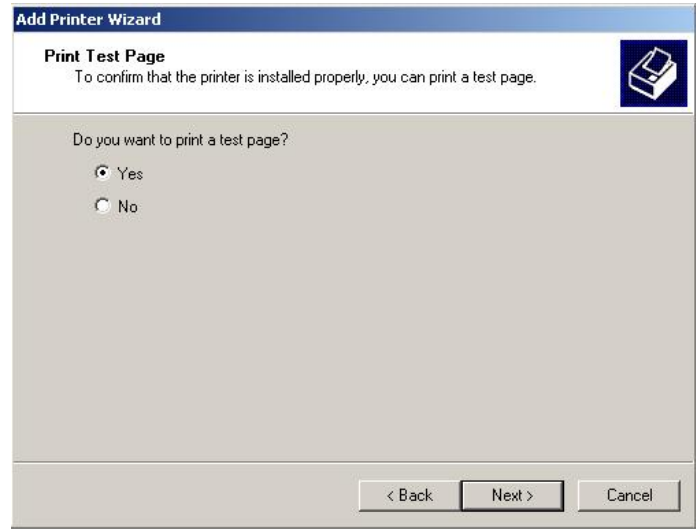 Add Printer Wizard
Print Test Page
To confirm that the printer is installed properly, you can print a test page.
Do you want to print a test page?
Yes
No
< Back Next > Cancel